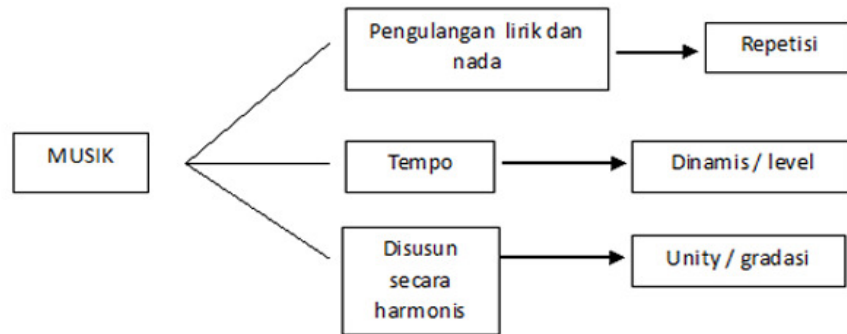 Pengulangan lirik dan
nada
Repetisi
MUSIK
Tempo
Dinamis / level
Disusun
secara
harmonis
Unity / gradasi